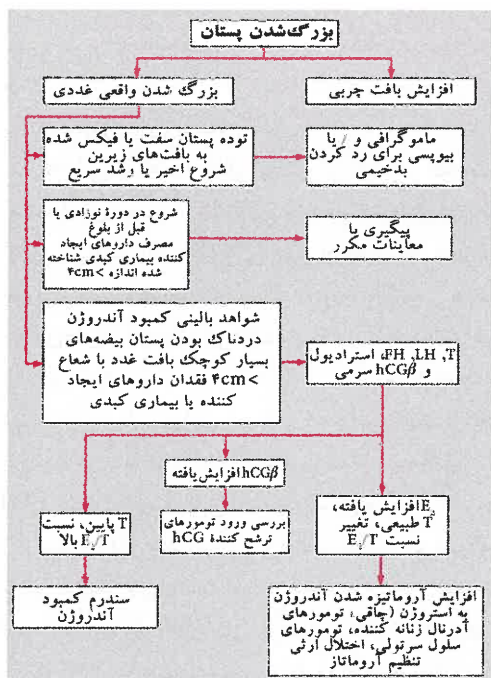 بزرگ‌شدن پستان
بزرگ شدن واقعی غددی
افزایش بافت چربی
توده پستان سفت یا فیکس شده
به بافت‌های زیرین
شروع اخیر یا رشد سریع
ماموگرافی و / یا
بیوپسی برای رد کردن
بدخیمی
شروع در دورهٔ نوزادی یا
قبل از بلوغ
مصرف داروهای ایجاد
کننده بیماری کبدی شناخته
شده اندازه >۴cm
پیگیری با
معاینات مکرر
شواهد بالینی کمبود آندروژن
دردناک بودن پستان بیضه‌های
بسیار کوچک بافت غدد با شعاع
>۴cm فقدان داروهای ایجاد
کننده یا بیماری کبدی
T ،LH ،FH، استرادیول
و hCGβ سرمی
T پایین، نسبت
E₂/T بالا
hCGβ افزایش یافته
E₂ افزایش یافته،
T طبیعی، تغییر
نسبت E₂/T
بررسی ورود تومورهای
ترشح کنندهٔ hCG
سندرم کمبود
آندروژن
افزایش آروماتیزه شدن آندروژن
به استروژن (چاقی، تومورهای
آدرنال زنانه کننده، تومورهای
سلول سرتولی، اختلال ارثی
تنظیم آروماتاز